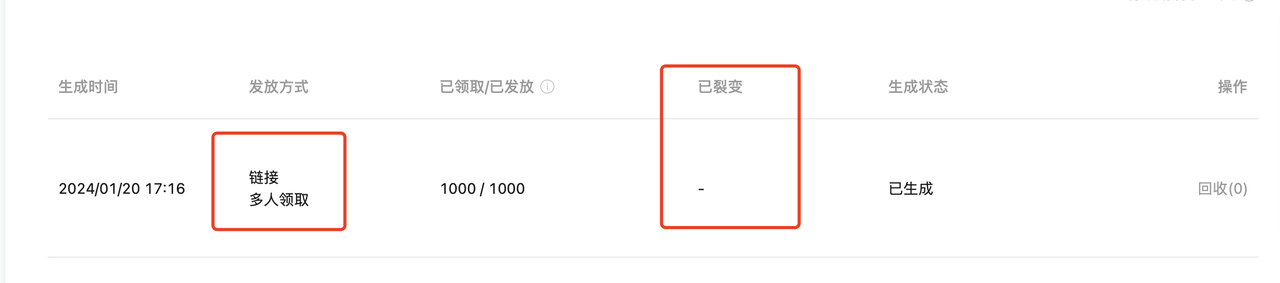 生成时间 发放方式 已领取/已发放 已裂变 生成状态 操作
链接
2024/01/20 17:16 1000 / 1000 - 已生成 回收(0)
多人领取